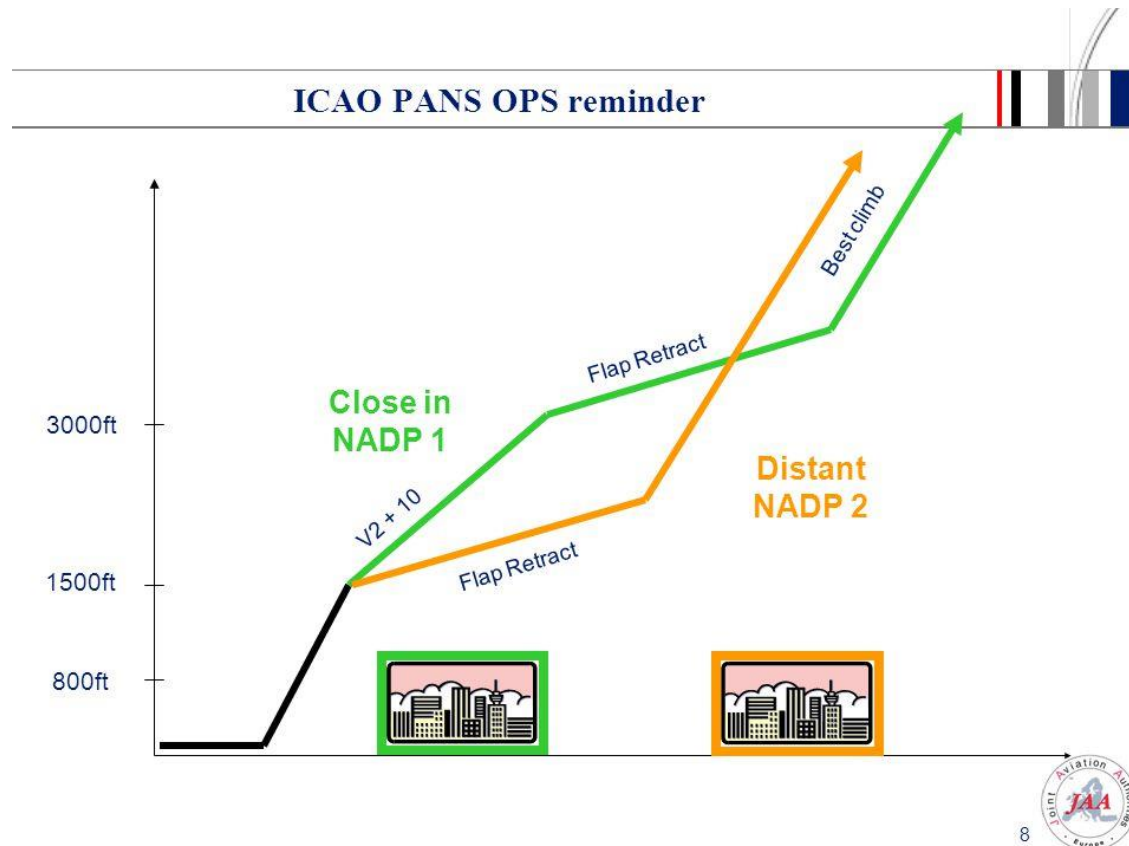 ICAO PANS OPS reminder
Best climb
Flap Retract
Close in
NADP 1
3000ft
Distant
NADP 2
V2 + 10
Flap Retract
1500ft
800ft
Joint Aviation Authorities
JAA
Europe
8